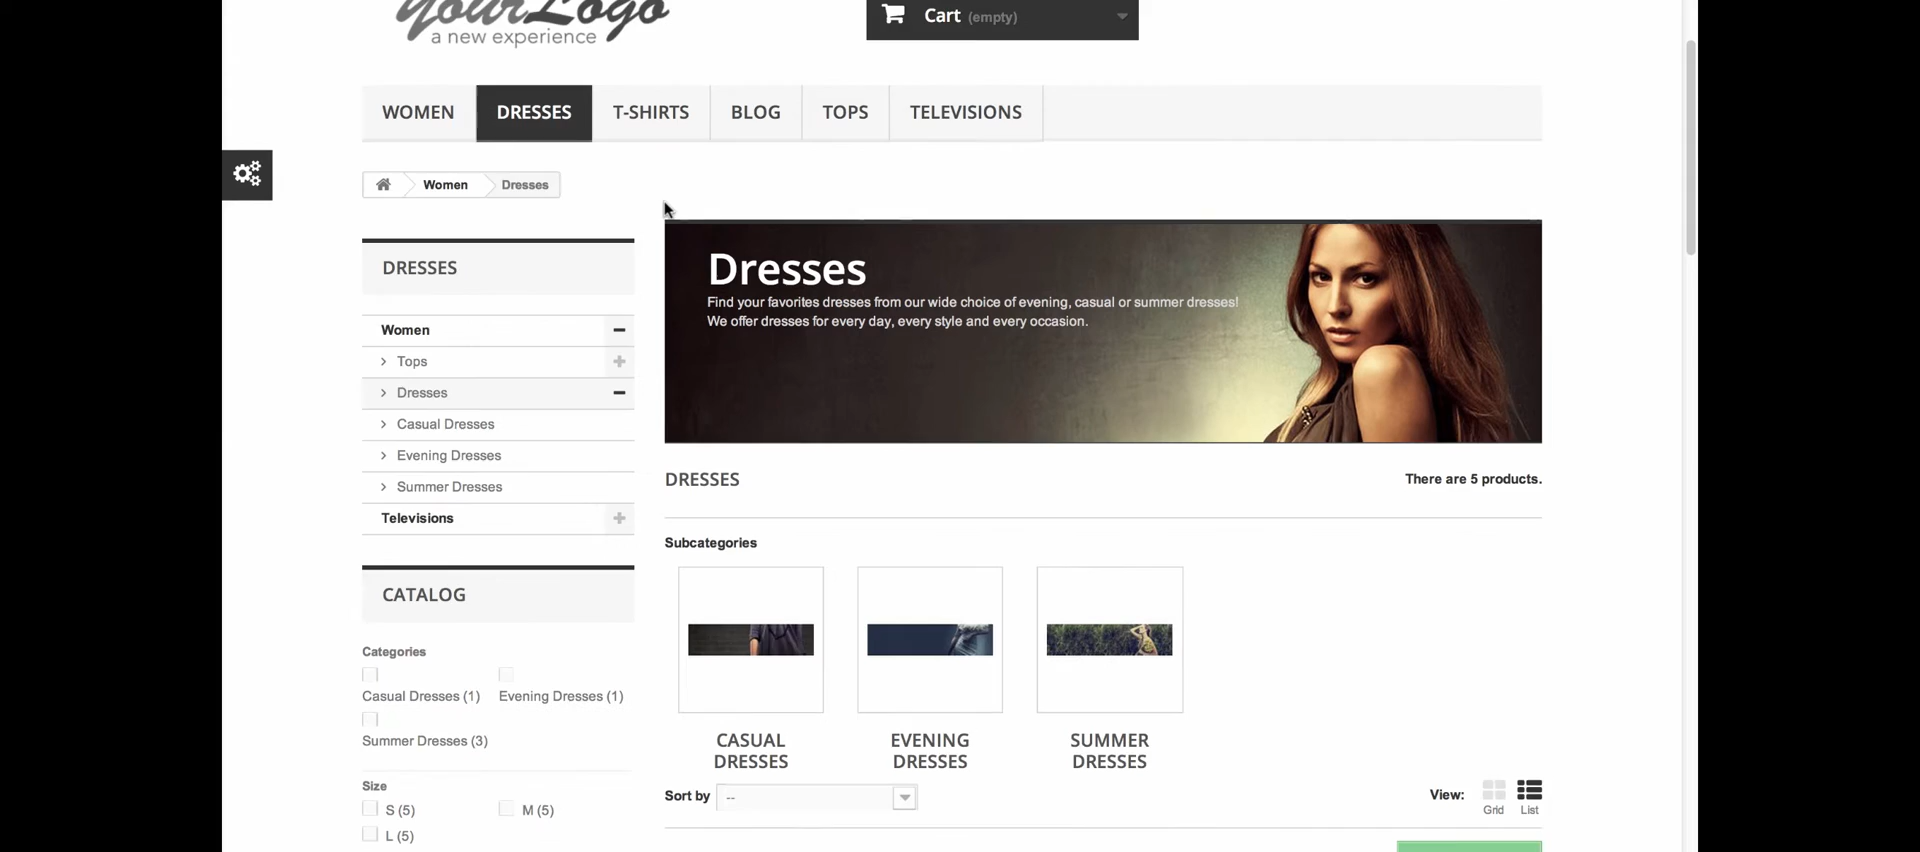 YourLogo
a new experience
Cart (empty)
WOMEN DRESSES T-SHIRTS BLOG TOPS TELEVISIONS
Women Dresses
DRESSES
Women
Tops
Dresses
Casual Dresses
Evening Dresses
Summer Dresses
Televisions
CATALOG
Categories
Casual Dresses (1) Evening Dresses (1)
Summer Dresses (3)
Size
S (5) M (5)
L (5)
Dresses
Find your favorites dresses from our wide choice of evening, casual or summer dresses!
We offer dresses for every day, every style and every occasion.
DRESSES There are 5 products.
Subcategories
CASUAL
DRESSES
EVENING
DRESSES
SUMMER
DRESSES
Sort by -- View: Grid List